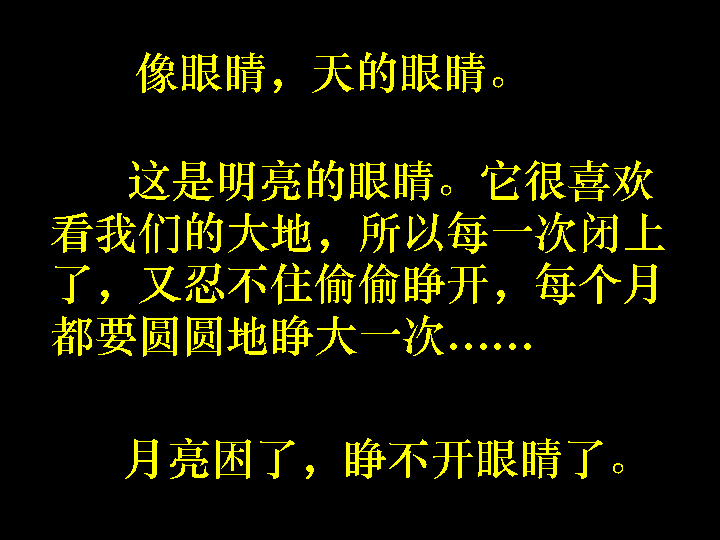 像眼睛，天的眼睛。
这是明亮的眼睛。它很喜欢
看我们的大地，所以每一次闭上
了，又忍不住偷偷睁开，每个月
都要圆圆地睁大一次……
月亮困了，睁不开眼睛了。